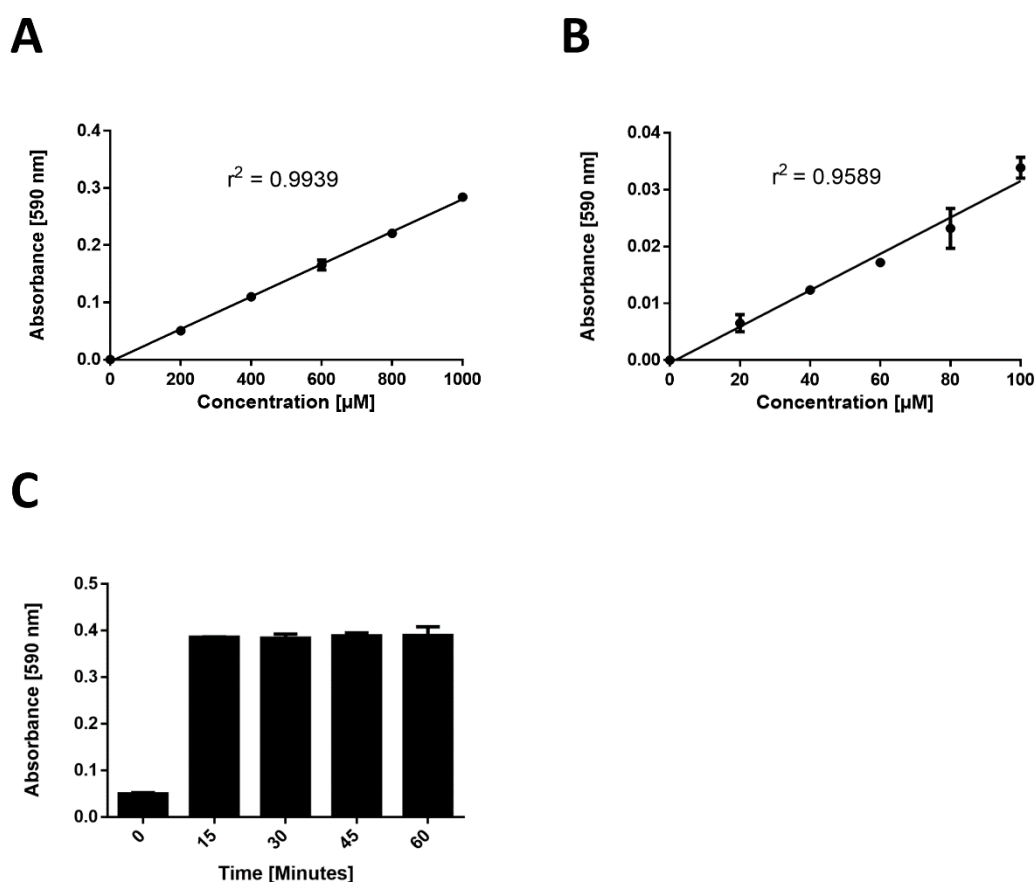 A
B
Absorbance [590 nm]
0.4
0.3
0.2
0.1
0.0
r² = 0.9939
0 200 400 600 800 1000
Concentration [µM]
Absorbance [590 nm]
0.04
0.03
0.02
0.01
0.00
r² = 0.9589
0 20 40 60 80 100
Concentration [µM]
C
Absorbance [590 nm]
0.5
0.4
0.3
0.2
0.1
0.0
0 15 30 45 60
Time [Minutes]